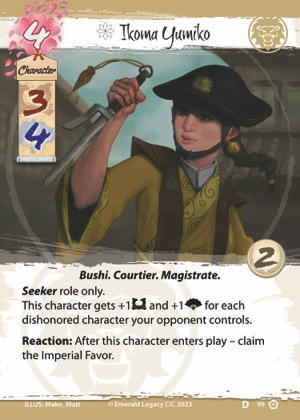 4
Ikoma Yumiko
Character
3
4
2
Bushi. Courtier. Magistrate.
Seeker role only.
This character gets +1 and +1 for each
dishonored character your opponent controls.
Reaction: After this character enters play – claim
the Imperial Favor.
ILLUS: Mako_Matt
© Emerald Legacy CIC 2023
D 99